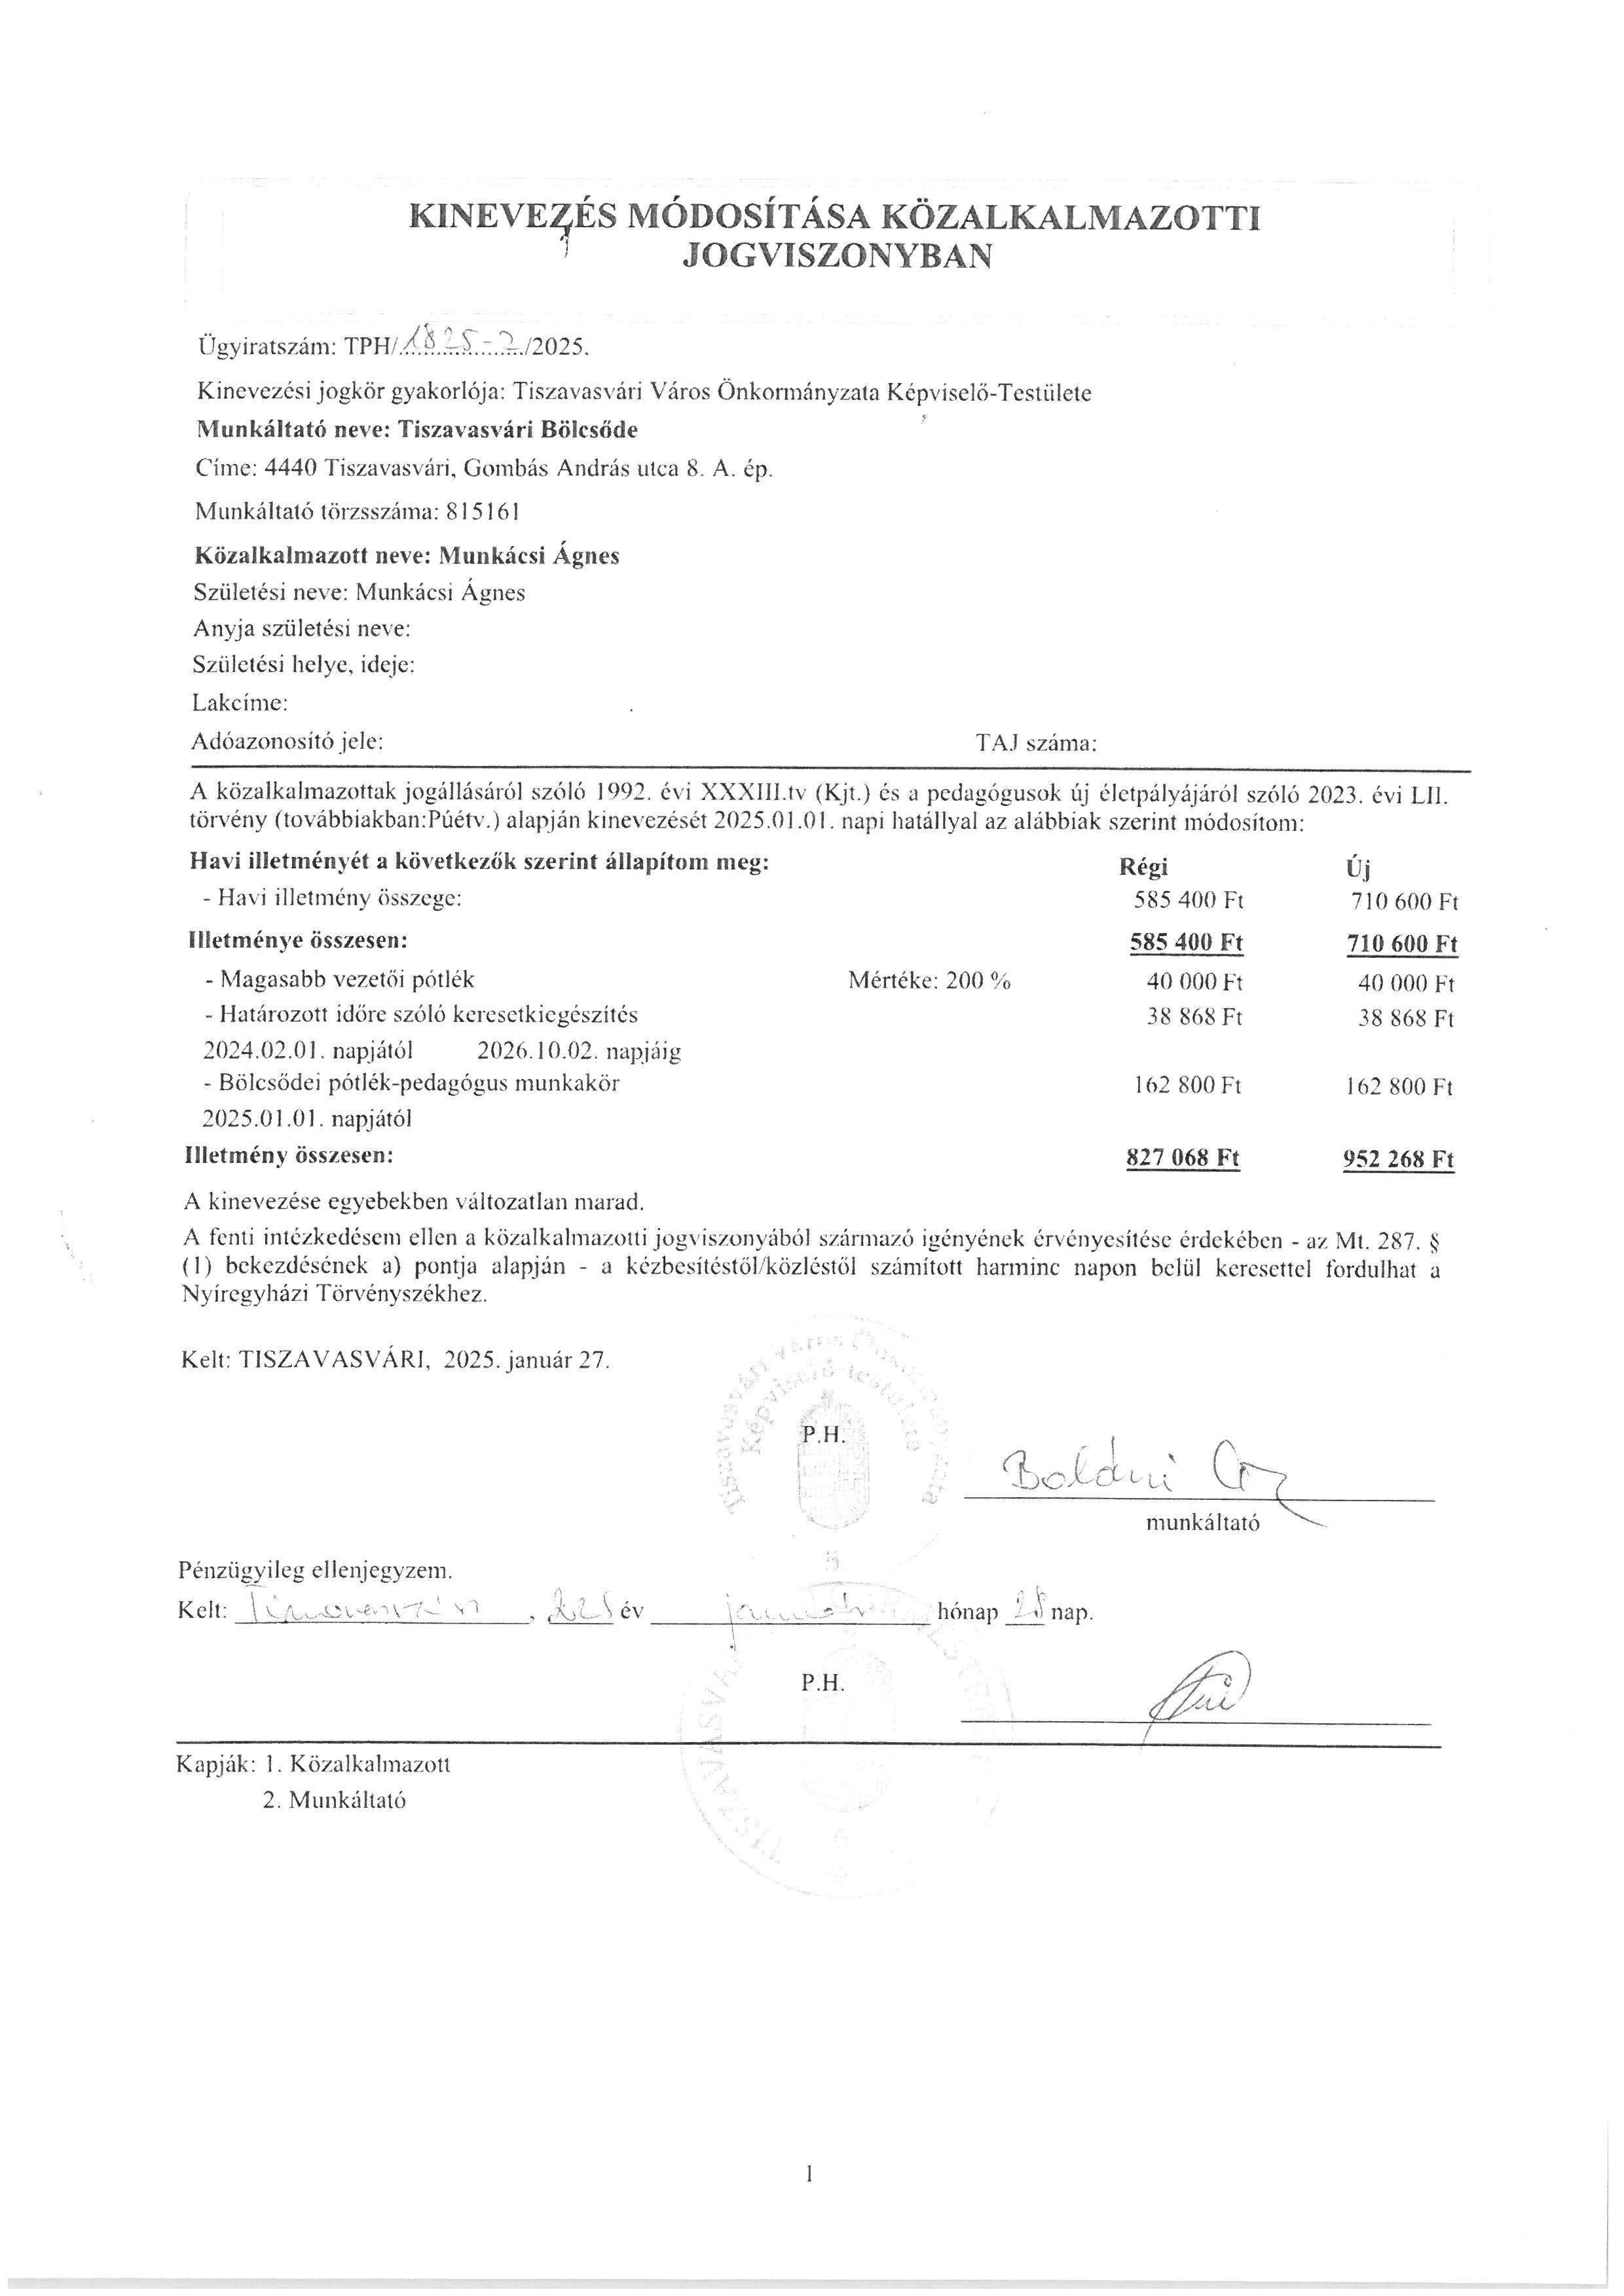 KINEVEZÉS MÓDOSÍTÁSA KÖZALKALMAZOTTI
JOGVISZONYBAN
Ügyiratszám: TPH/1825-2/2025.
Kinevezési jogkör gyakorlója: Tiszavasvári Város Önkormányzata Képviselő-Testülete
Munkáltató neve: Tiszavasvári Bölcsőde
Címe: 4440 Tiszavasvári, Gombás András utca 8. A. ép.
Munkáltató törzsszáma: 815161
Közalkalmazott neve: Munkácsi Ágnes
Születési neve: Munkácsi Ágnes
Anyja születési neve:
Születési helye, ideje:
Lakcíme:
Adóazonosító jele: TAJ száma:
A közalkalmazottak jogállásáról szóló 1992. évi XXXIII.tv (Kjt.) és a pedagógusok új életpályájáról szóló 2023. évi LII.
törvény (továbbiakban:Púétv.) alapján kinevezését 2025.01.01. napi hatállyal az alábbiak szerint módosítom:
Havi illetményét a következők szerint állapítom meg: Régi Új
- Havi illetmény összege: 585 400 Ft 710 600 Ft
Illetménye összesen: 585 400 Ft 710 600 Ft
- Magasabb vezetői pótlék Mértéke: 200 % 40 000 Ft 40 000 Ft
- Határozott időre szóló keresetkiegészítés 38 868 Ft 38 868 Ft
2024.02.01. napjától 2026.10.02. napjáig
- Bölcsődei pótlék-pedagógus munkakör 162 800 Ft 162 800 Ft
2025.01.01. napjától
Illetmény összesen: 827 068 Ft 952 268 Ft
A kinevezése egyebekben változatlan marad.
A fenti intézkedésem ellen a közalkalmazotti jogviszonyából származó igényének érvényesítése érdekében - az Mt. 287. §
(1) bekezdésének a) pontja alapján - a kézbesítéstől/közléstől számított harminc napon belül keresettel fordulhat a
Nyíregyházi Törvényszékhez.
Kelt: TISZAVASVÁRI, 2025. január 27.
Tiszavasvári Város Önkormányzata
Képviselő testülete
P.H.
5
munkáltató
Pénzügyileg ellenjegyzem.
Kelt: Tiszavasvári, 2025 év január hónap 28 nap.
P.H.
Kapják: 1. Közalkalmazott
2. Munkáltató
1